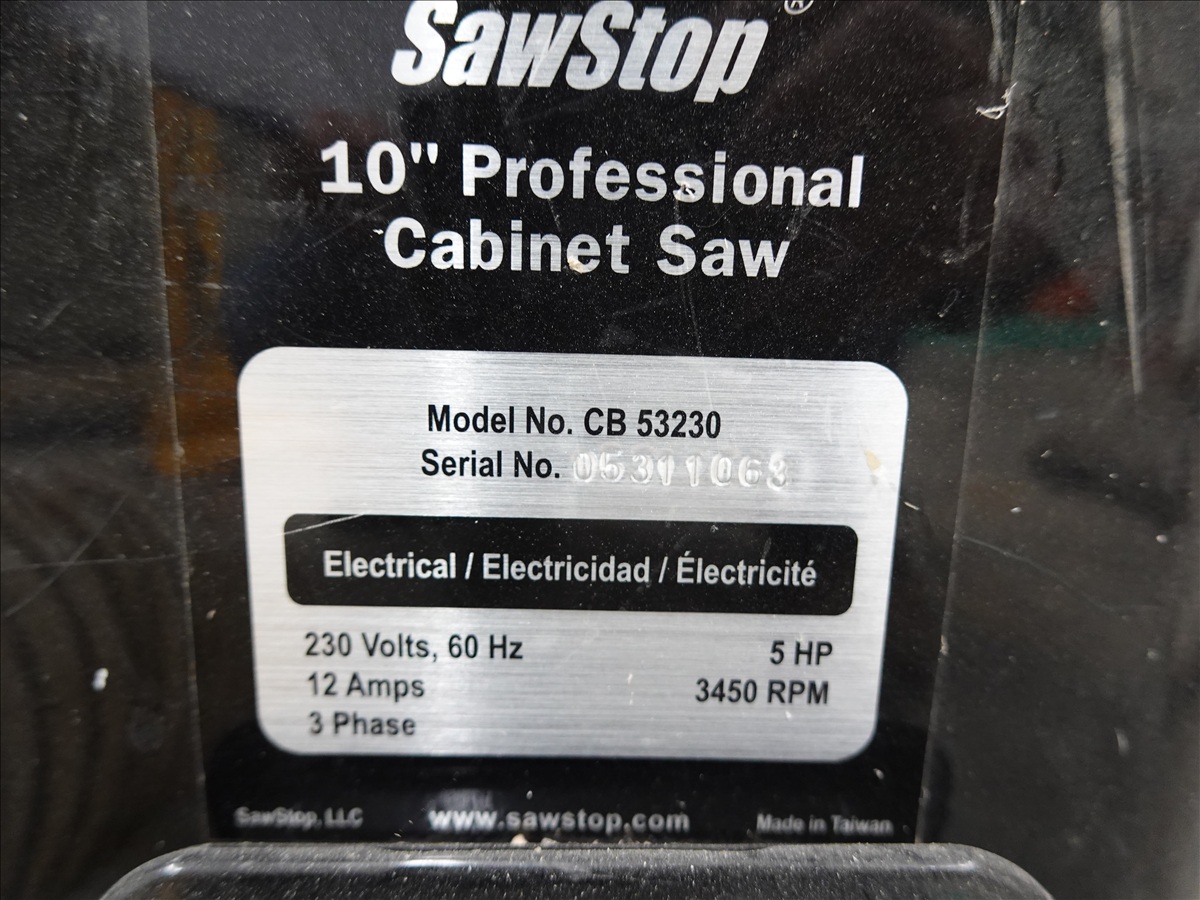 SawStop®
10" Professional
Cabinet Saw
Model No. CB 53230
Serial No. 05311063
Electrical / Electricidad / Électricité
230 Volts, 60 Hz 5 HP
12 Amps 3450 RPM
3 Phase
SawStop, LLC www.sawstop.com Made in Taiwan